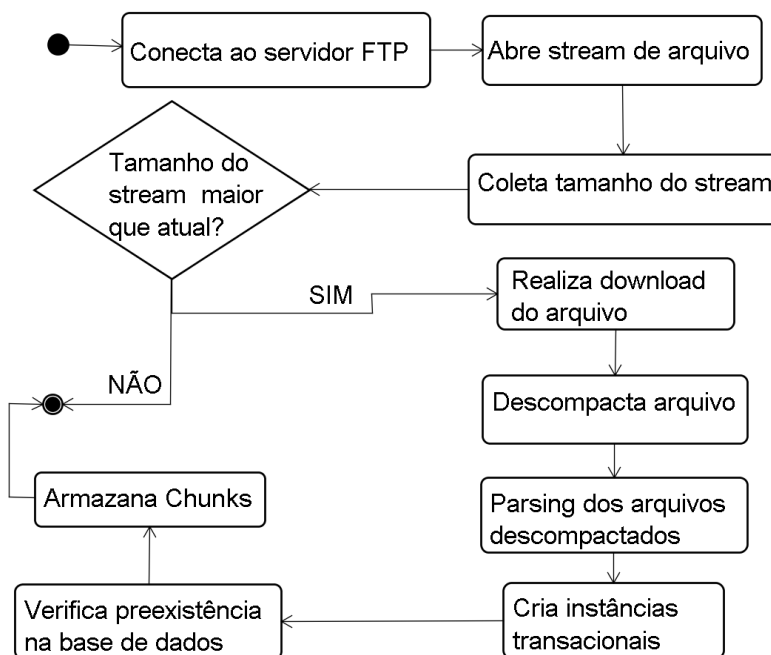 Conecta ao servidor FTP
Abre stream de arquivo
Coleta tamanho do stream
Tamanho do
stream maior
que atual?
SIM
Realiza download
do arquivo
NÃO
Descompacta arquivo
Parsing dos arquivos
descompactados
Cria instâncias
transacionais
Verifica preexistência
na base de dados
Armazana Chunks